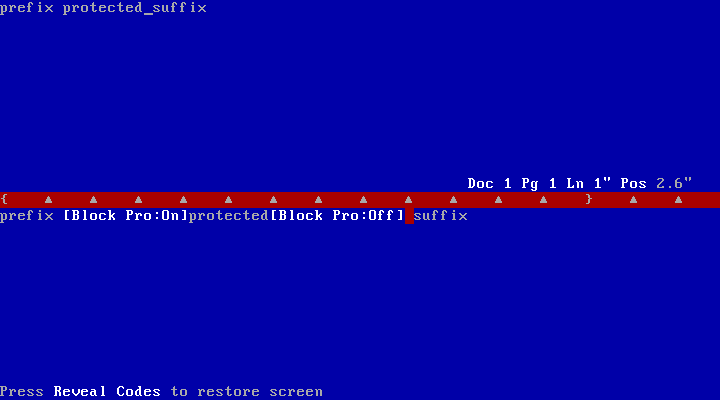 prefix protected_suffix
Doc 1 Pg 1 Ln 1" Pos 2.6"
{ ▲ ▲ ▲ ▲ ▲ ▲ ▲ ▲ ▲ ▲ ▲ ▲ } ▲ ▲
prefix [Block Pro:On]protected[Block Pro:Off] suffix
Press Reveal Codes to restore screen